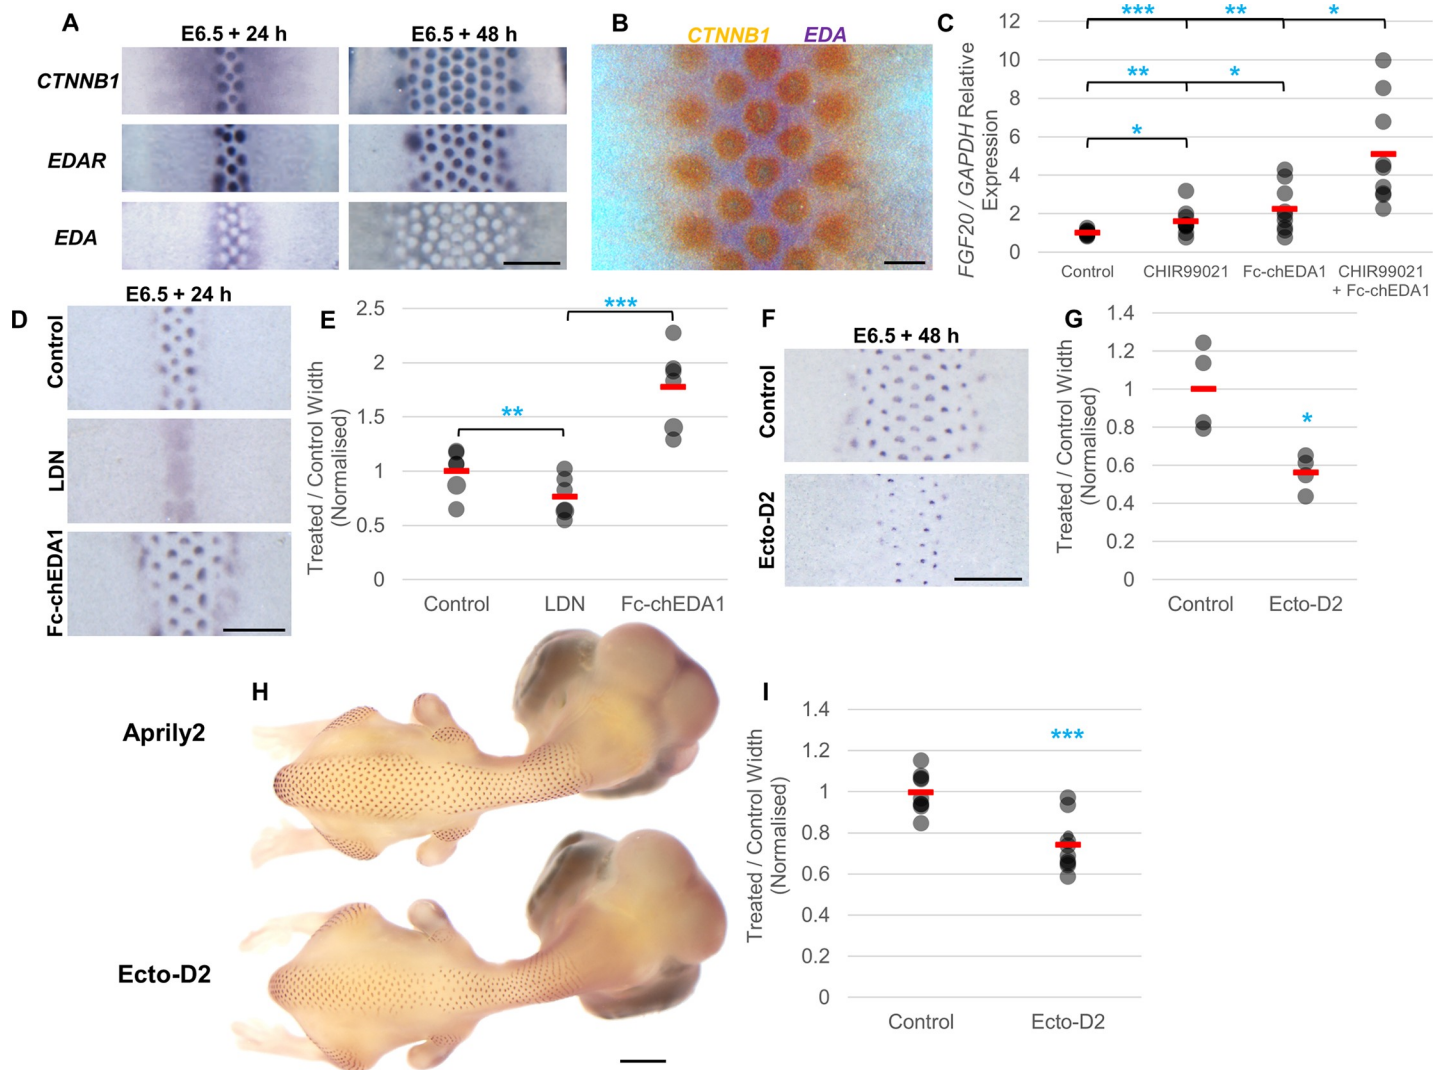 A
E6.5 + 24 h
E6.5 + 48 h
CTNNB1
EDAR
EDA
B
CTNNB1
EDA
C
FGF20 / GAPDH Relative
Expression
12
10
8
6
4
2
0
***
**
*
**
*
*
Control
CHIR99021
Fc-chEDA1
CHIR99021
+ Fc-chEDA1
D
E6.5 + 24 h
Control
LDN
Fc-chEDA1
E
Treated / Control Width
(Normalised)
2.5
2
1.5
1
0.5
0
**
***
Control
LDN
Fc-chEDA1
F
E6.5 + 48 h
Control
Ecto-D2
G
Treated / Control Width
(Normalised)
1.4
1.2
1
0.8
0.6
0.4
0.2
0
*
Control
Ecto-D2
H
Aprily2
Ecto-D2
I
Treated / Control Width
(Normalised)
1.4
1.2
1
0.8
0.6
0.4
0.2
0
***
Control
Ecto-D2